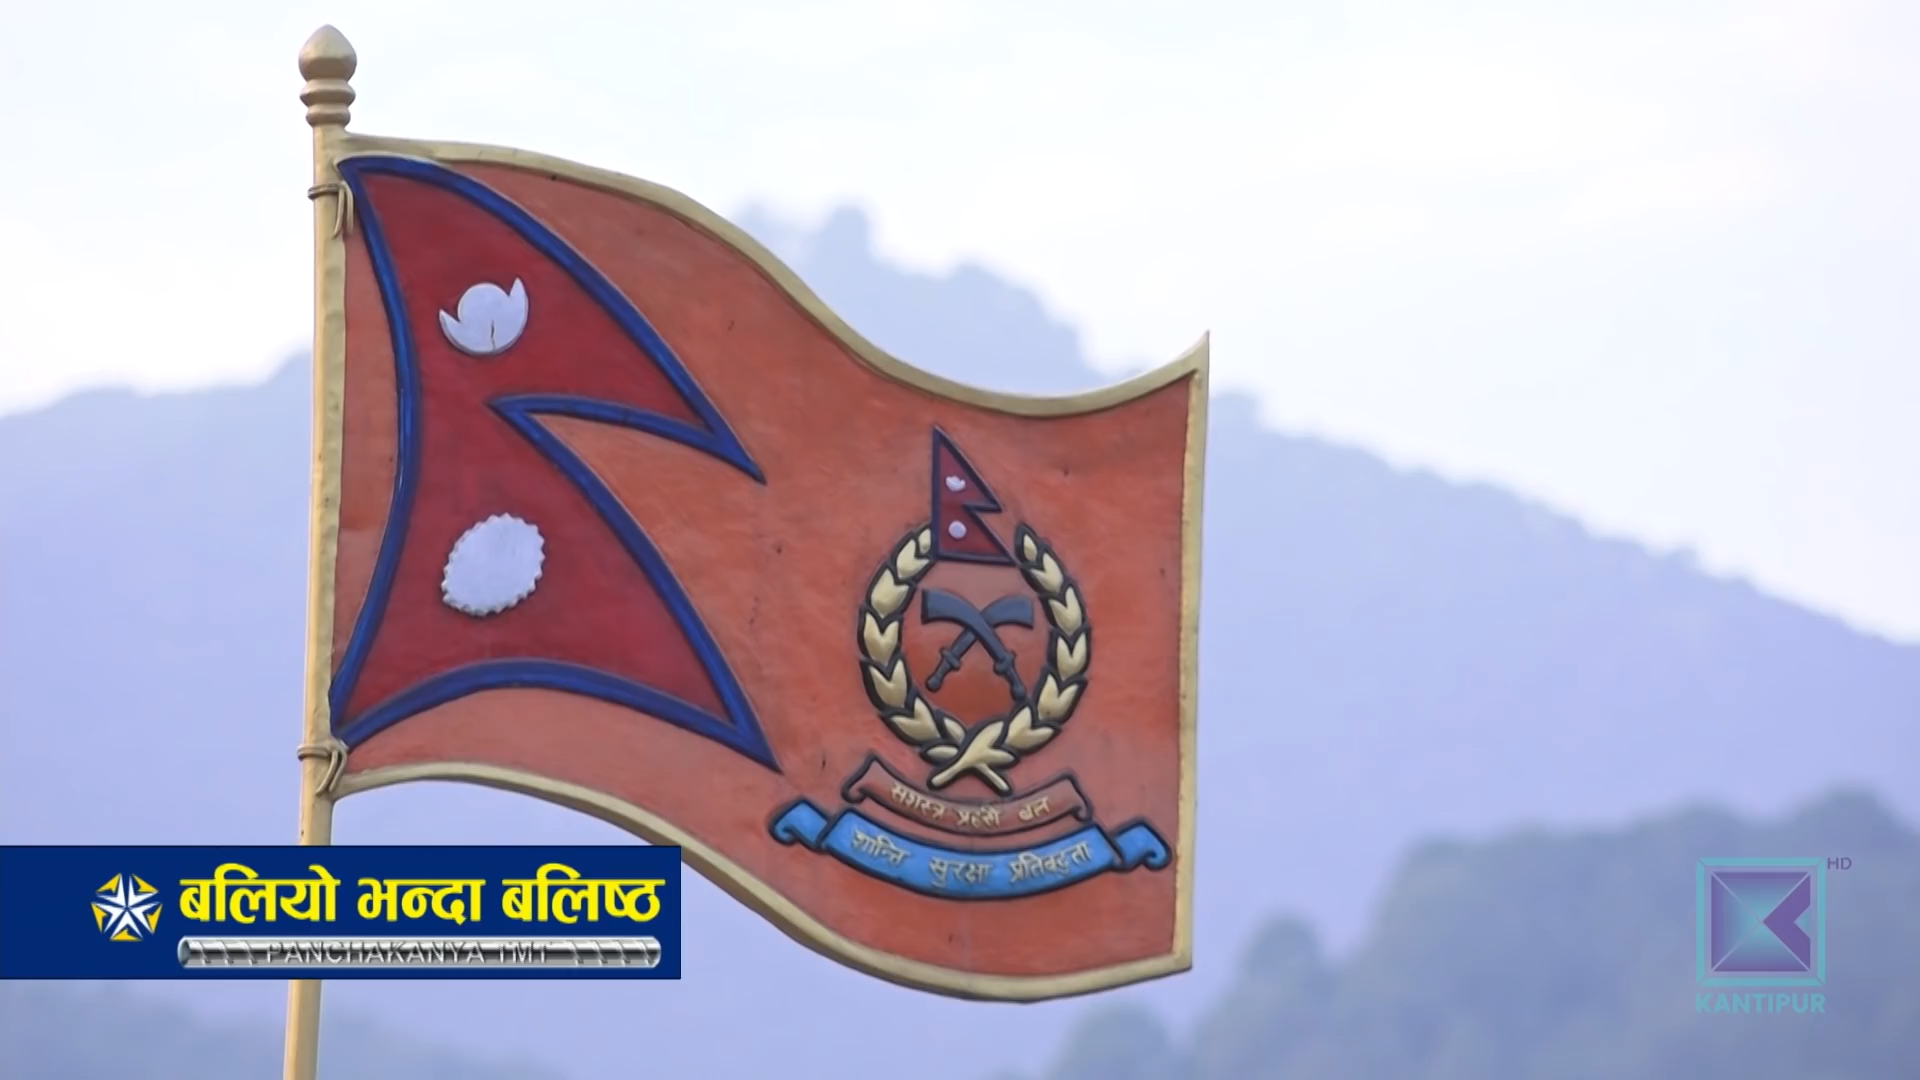 सशस्त्र प्रहरी बल
शान्ति सुरक्षा प्रतिबद्धता
बलियो भन्दा बलिष्ठ
PANCHAKANYA TMT
HD
KANTIPUR